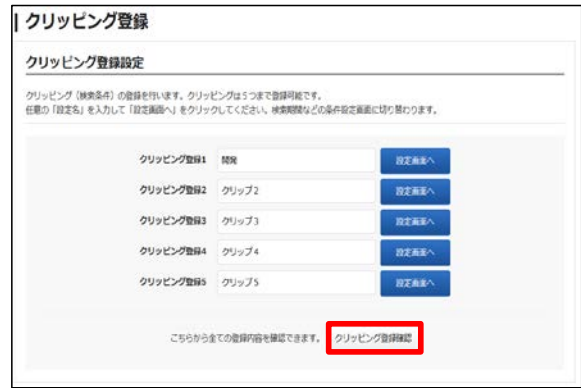 クリッピング登録
クリッピング登録設定
クリッピング（検索条件）の登録を行います。クリッピングは5つまで登録可能です。
任意の「設定名」を入力して「設定画面へ」をクリックしてください。検索期間などの条件設定画面に切り替わります。
クリッピング登録1 開発 設定画面へ
クリッピング登録2 クリップ2 設定画面へ
クリッピング登録3 クリップ3 設定画面へ
クリッピング登録4 クリップ4 設定画面へ
クリッピング登録5 クリップ5 設定画面へ
こちらから全ての登録内容を確認できます。 クリッピング登録確認